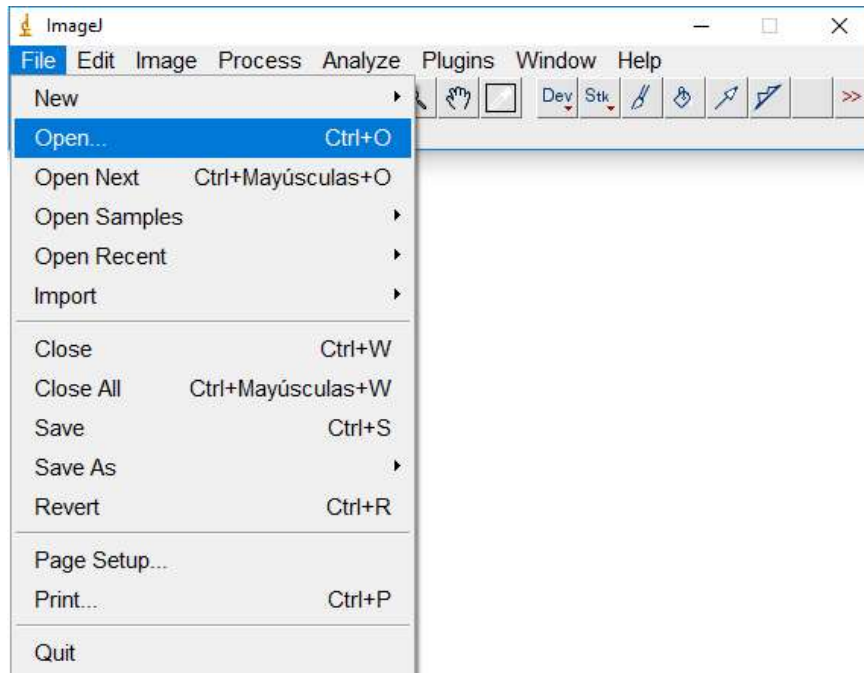 ImageJ
File Edit Image Process Analyze Plugins Window Help
Dev Stk >>
New
Open... Ctrl+O
Open Next Ctrl+Mayúsculas+O
Open Samples
Open Recent
Import
Close Ctrl+W
Close All Ctrl+Mayúsculas+W
Save Ctrl+S
Save As
Revert Ctrl+R
Page Setup...
Print... Ctrl+P
Quit